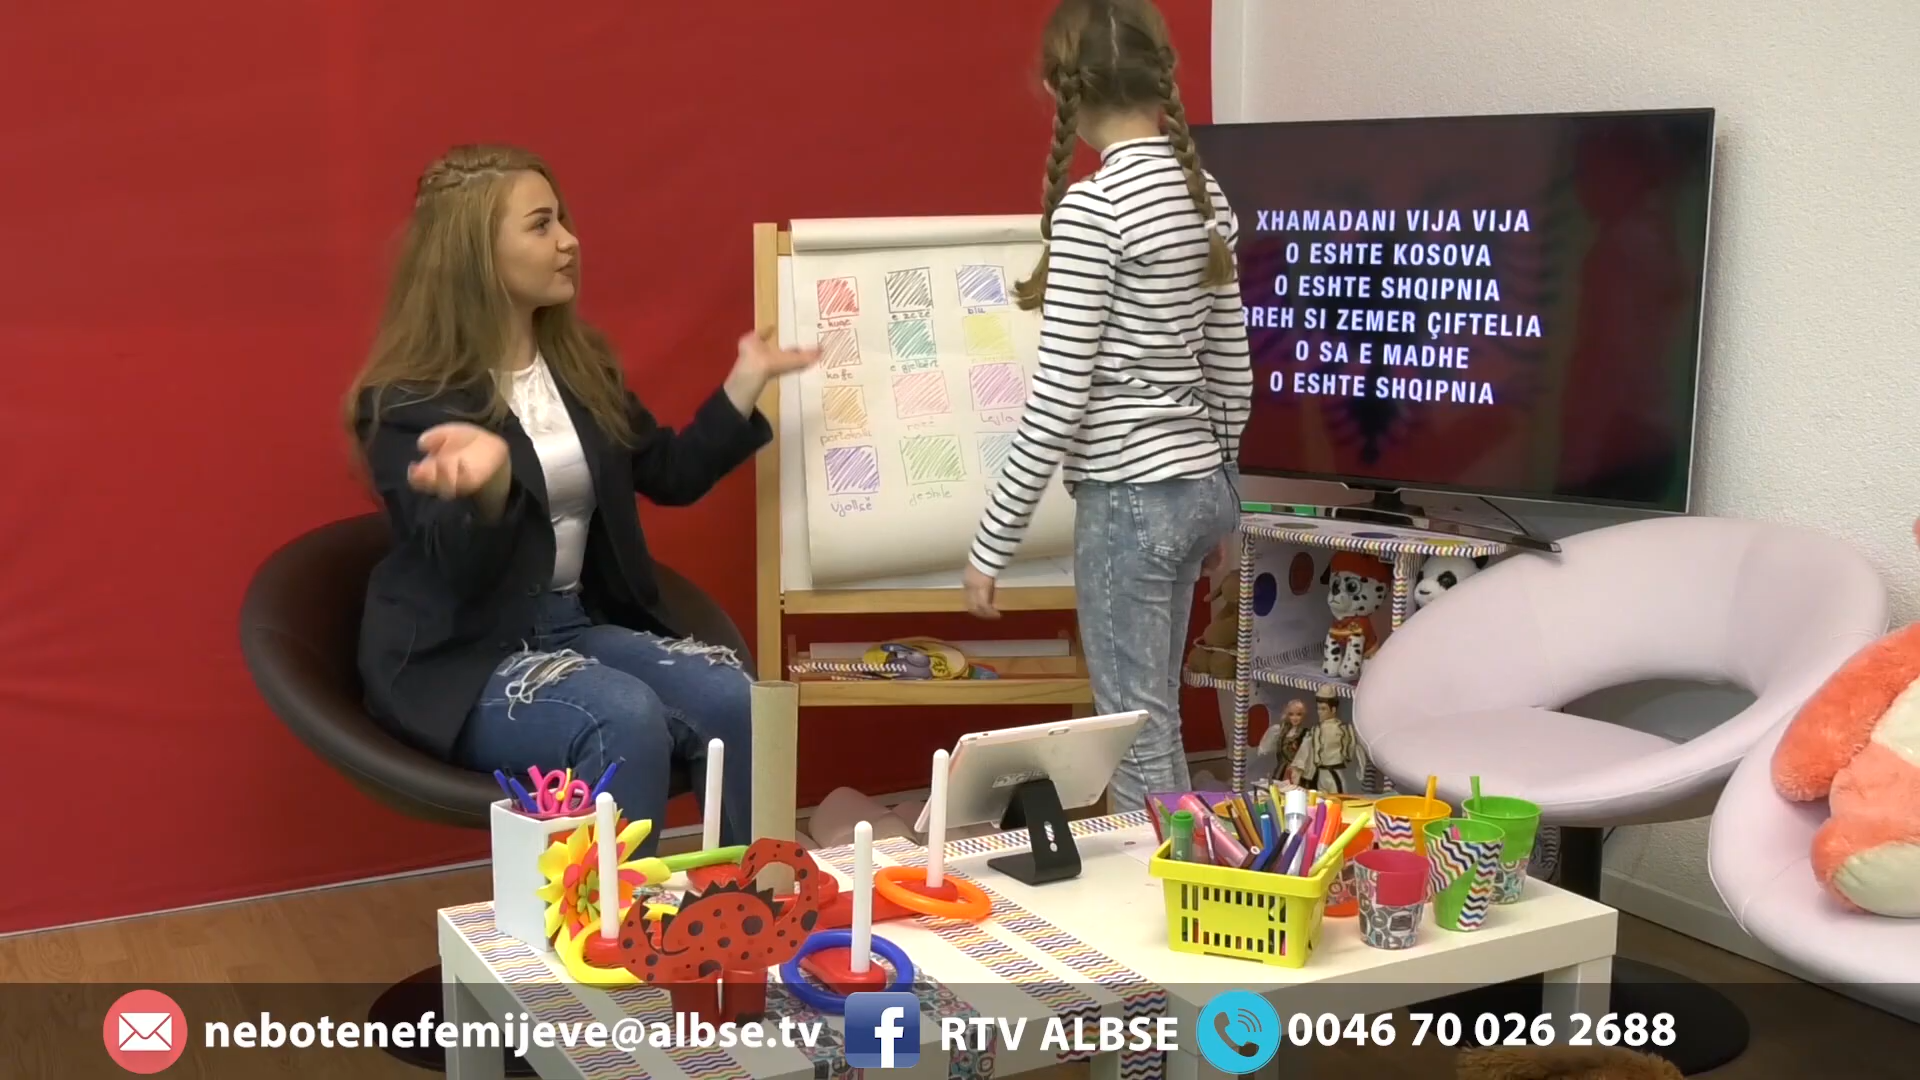 XHAMADANI VIJA VIJA
O ESHTE KOSOVA
O ESHTE SHQIPNIA
RREH SI ZEMER ÇIFTELIA
O SA E MADHE
O ESHTE SHQIPNIA
e kuqe
e zezë
blu
kafe
e gjelbërt
portokalli
rozë
Lejla
Vjollcë
nebotenefemijeve@albse.tv
f RTV ALBSE
0046 70 026 2688